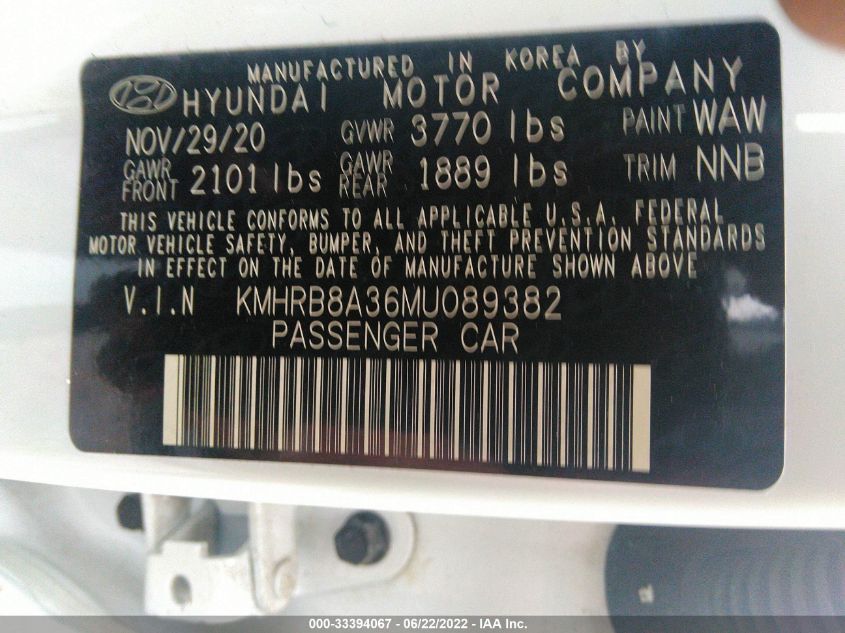 MANUFACTURED IN KOREA BY
HYUNDAI MOTOR COMPANY
NOV/29/20 GVWR 3770 lbs PAINT WAW
GAWR FRONT 2101 lbs GAWR REAR 1889 lbs TRIM NNB
THIS VEHICLE CONFORMS TO ALL APPLICABLE U.S.A. FEDERAL
MOTOR VEHICLE SAFETY, BUMPER, AND THEFT PREVENTION STANDARDS
IN EFFECT ON THE DATE OF MANUFACTURE SHOWN ABOVE
V.I.N KMHRB8A36MU089382
PASSENGER CAR
000-33394067 - 06/22/2022 - IAA Inc.